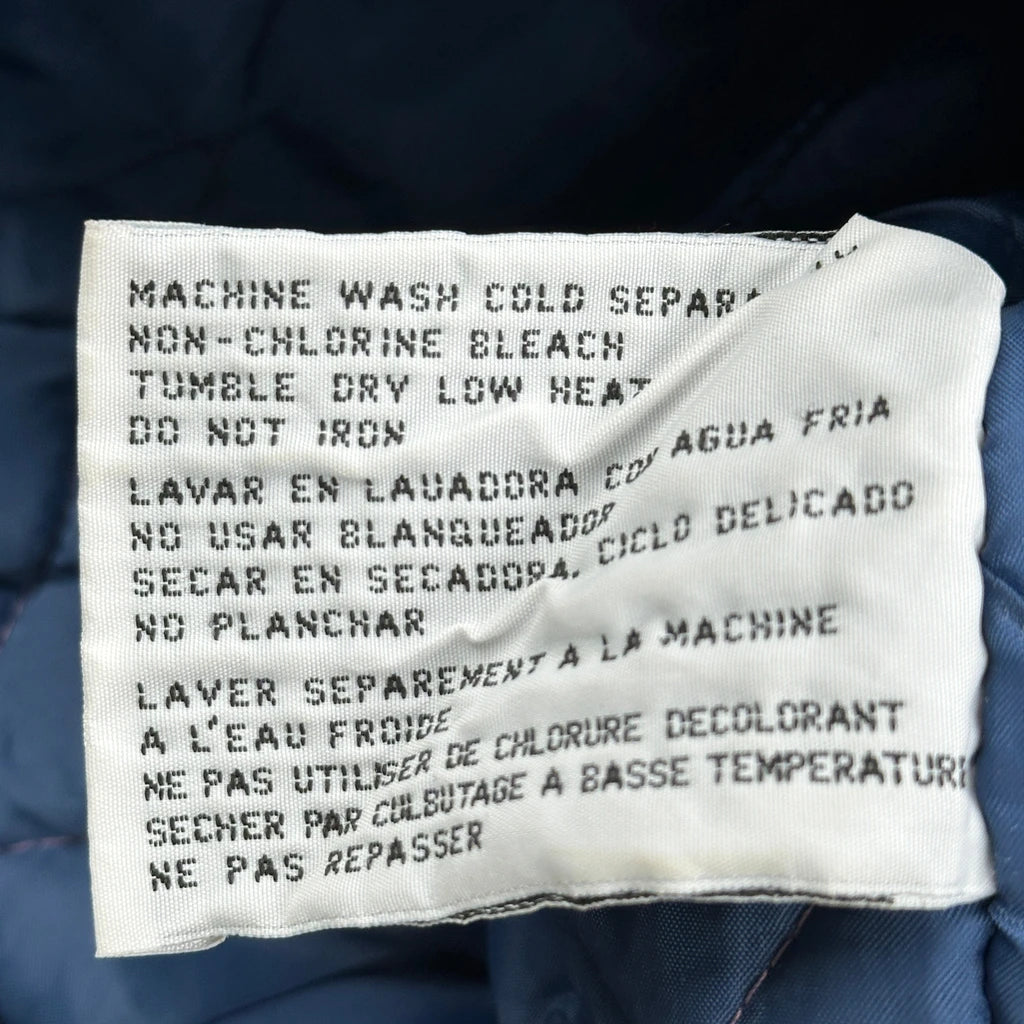 MACHINE WASH COLD
NON-CHLORINE BLEACH
TUMBLE DRY LOW HEAT
DO NOT IRON
LAVAR EN LAUADORA CON AGUA FRIA
NO USAR BLANQUEADOR
SECAR EN SECADORA, CICLO DELICADO
NO PLANCHAR
LAVER SEPAREMENT A LA MACHINE
A L'EAU FROIDE
NE PAS UTILISER DE CHLORURE DECOLORANT
SECHER PAR CULBUTAGE A BASSE TEMPERATURE
NE PAS REPASSER